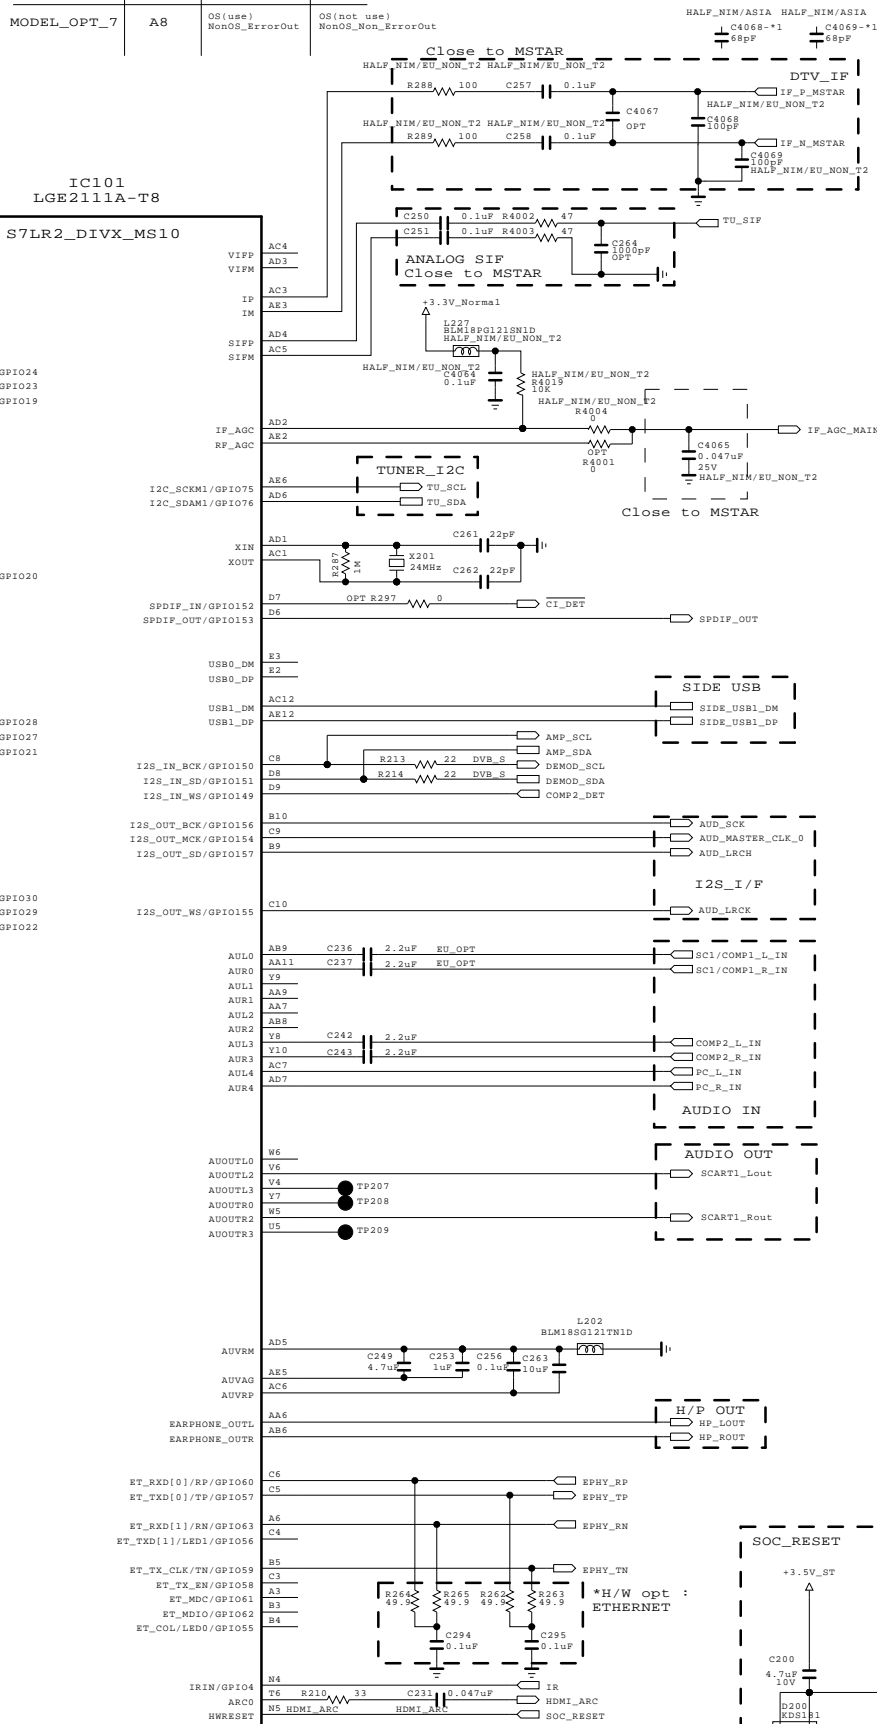 MODEL_OPT_7 A8 OS(use) OS(not use)
NonOS_ErrorOut NonOS_Non_ErrorOut
HALF_NIM/ASIA HALF_NIM/ASIA
C4068-*1 C4069-*1
68pF 68pF
Close to MSTAR
HALF_NIM/EU_NON_T2 HALF_NIM/EU_NON_T2
DTV_IF
R288 100 C257 0.1uF
IF_P_MSTAR
HALF_NIM/EU_NON_T2
C4067
OPT
C4068
100pF
HALF_NIM/EU_NON_T2 HALF_NIM/EU_NON_T2
R289 100 C258 0.1uF
IF_N_MSTAR
C4069
100pF
HALF_NIM/EU_NON_T2
IC101
LGE2111A-T8
S7LR2_DIVX_MS10
C250 0.1uF R4002 47
TU_SIF
C251 0.1uF R4003 47
C264
1000pF
OPT
ANALOG SIF
Close to MSTAR
VIFP AC4
VIFM AD3
IP AC3
IM AE3
SIFP AD4
SIFM AC5
+3.3V_Normal
L227
BLM18PG121SN1D
HALF_NIM/EU_NON_T2
HALF_NIM/EU_NON_T2
C4064
0.1uF
HALF_NIM/EU_NON_T2
R4019
10K
GPIO24
GPIO23
GPIO19
HALF_NIM/EU_NON_T2
R4004
0
IF_AGC AD2
RF_AGC AE2
IF_AGC_MAIN
OPT
R4001
0
C4065
0.047uF
25V
HALF_NIM/EU_NON_T2
Close to MSTAR
TUNER_I2C
I2C_SCKM1/GPIO75 AE6 TU_SCL
I2C_SDAM1/GPIO76 AD6 TU_SDA
XIN AD1
XOUT AC1
R287
1M
X201
24MHz
C261 22pF
C262 22pF
GPIO20
SPDIF_IN/GPIO152 D7 OPT R297 0 CI_DET
SPDIF_OUT/GPIO153 D6 SPDIF_OUT
USB0_DM E3
USB0_DP E2
SIDE USB
USB1_DM AC12 SIDE_USB1_DM
USB1_DP AE12 SIDE_USB1_DP
GPIO28
GPIO27
GPIO21
AMP_SCL
AMP_SDA
I2S_IN_BCK/GPIO150 C8 R213 22 DVB_S DEMOD_SCL
I2S_IN_SD/GPIO151 D8 R214 22 DVB_S DEMOD_SDA
I2S_IN_WS/GPIO149 D9 COMP2_DET
I2S_OUT_BCK/GPIO156 B10 AUD_SCK
I2S_OUT_MCK/GPIO154 C9 AUD_MASTER_CLK_0
I2S_OUT_SD/GPIO157 B9 AUD_LRCH
I2S_I/F
GPIO30
GPIO29
GPIO22
I2S_OUT_WS/GPIO155 C10 AUD_LRCK
AUL0 AB9 C236 2.2uF EU_OPT SC1/COMP1_L_IN
AUR0 AA11 C237 2.2uF EU_OPT SC1/COMP1_R_IN
AUL1 Y9
AUR1 AA9
AUL2 AA7
AUR2 AB8
AUL3 Y8 C242 2.2uF COMP2_L_IN
AUR3 Y10 C243 2.2uF COMP2_R_IN
AUL4 AC7 PC_L_IN
AUR4 AD7 PC_R_IN
AUDIO IN
AUDIO OUT
AUOUTL0 W6
AUOUTL2 V6 SCART1_Lout
AUOUTL3 V4 TP207
AUOUTR0 Y7 TP208
AUOUTR2 W5 SCART1_Rout
AUOUTR3 U5 TP209
L202
BLM18SG121TN1D
AUVRM AD5
C249
4.7uF
C253
1uF
C256
0.1uF
C263
10uF
AUVAG AE5
AUVRP AC6
H/P OUT
EARPHONE_OUTL AA6 HP_LOUT
EARPHONE_OUTR AB6 HP_ROUT
ET_RXD[0]/RP/GPIO60 C6 EPHY_RP
ET_TXD[0]/TP/GPIO57 C5 EPHY_TP
ET_RXD[1]/RN/GPIO63 A6 EPHY_RN
ET_TXD[1]/LED1/GPIO56 C4
ET_TX_CLK/TN/GPIO59 B5 EPHY_TN
ET_TX_EN/GPIO58 C3
ET_MDC/GPIO61 A3
ET_MDIO/GPIO62 B3
ET_COL/LED0/GPIO55 B4
R264
49.9
R265
49.9
R262
49.9
R263
49.9
C294
0.1uF
C295
0.1uF
*H/W opt :
ETHERNET
SOC_RESET
+3.5V_ST
C200
4.7uF
10V
D200
KDS181
IRIN/GPIO4 N4 IR
ARC0 T6 R210 33 C231 0.047uF HDMI_ARC
HWRESET N5 HDMI_ARC HDMI_ARC SOC_RESET